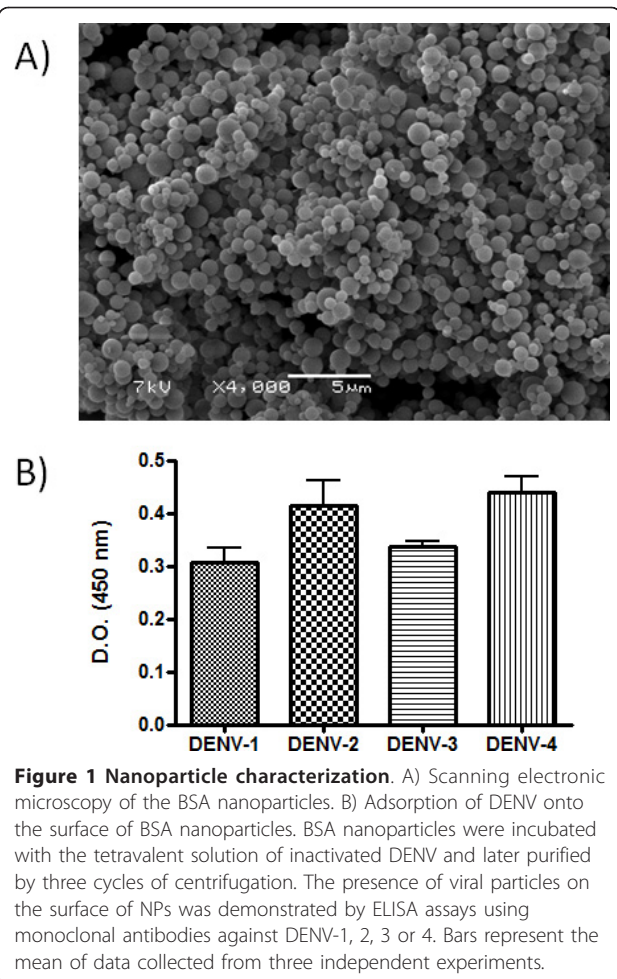 A)
7kV X4,000 5µm
B)
D.O. (450 nm)
0.5
0.4
0.3
0.2
0.1
0.0
DENV-1 DENV-2 DENV-3 DENV-4
Figure 1 Nanoparticle characterization. A) Scanning electronic
microscopy of the BSA nanoparticles. B) Adsorption of DENV onto
the surface of BSA nanoparticles. BSA nanoparticles were incubated
with the tetravalent solution of inactivated DENV and later purified
by three cycles of centrifugation. The presence of viral particles on
the surface of NPs was demonstrated by ELISA assays using
monoclonal antibodies against DENV-1, 2, 3 or 4. Bars represent the
mean of data collected from three independent experiments.